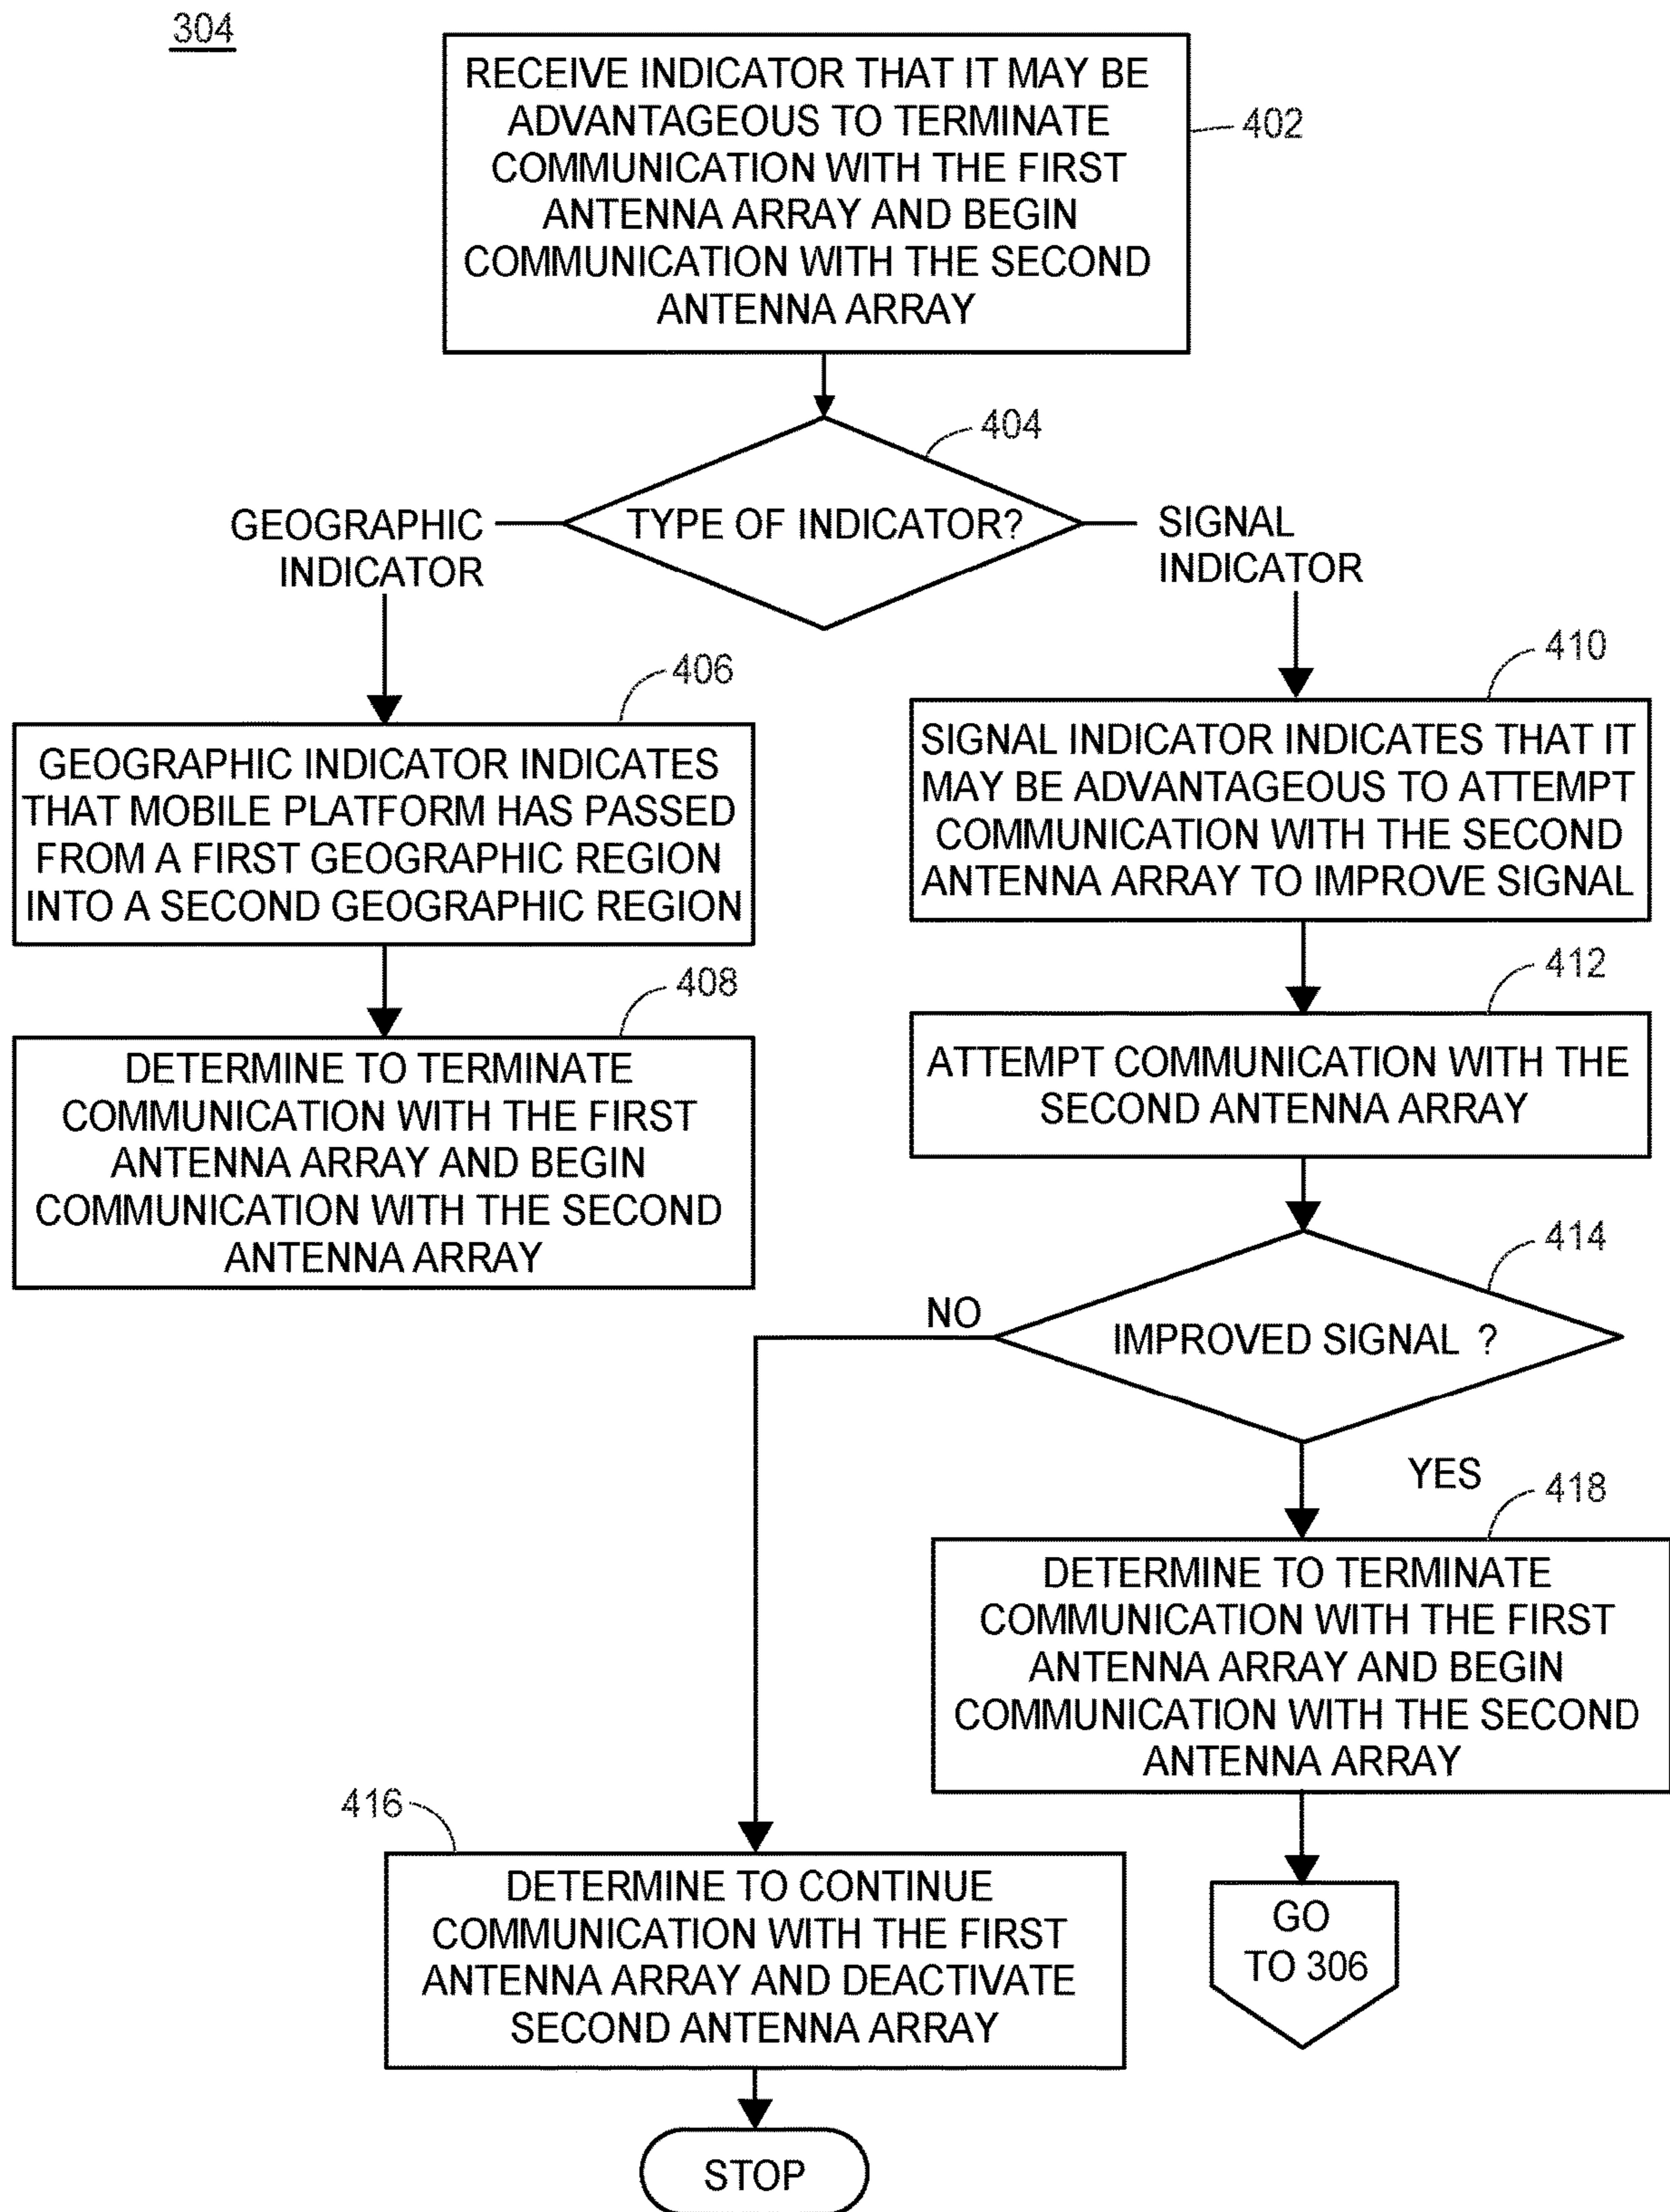 304
RECEIVE INDICATOR THAT IT MAY BE
ADVANTAGEOUS TO TERMINATE
COMMUNICATION WITH THE FIRST
ANTENNA ARRAY AND BEGIN
COMMUNICATION WITH THE SECOND
ANTENNA ARRAY
402
404
TYPE OF INDICATOR?
GEOGRAPHIC
INDICATOR
SIGNAL
INDICATOR
406
GEOGRAPHIC INDICATOR INDICATES
THAT MOBILE PLATFORM HAS PASSED
FROM A FIRST GEOGRAPHIC REGION
INTO A SECOND GEOGRAPHIC REGION
408
DETERMINE TO TERMINATE
COMMUNICATION WITH THE FIRST
ANTENNA ARRAY AND BEGIN
COMMUNICATION WITH THE SECOND
ANTENNA ARRAY
410
SIGNAL INDICATOR INDICATES THAT IT
MAY BE ADVANTAGEOUS TO ATTEMPT
COMMUNICATION WITH THE SECOND
ANTENNA ARRAY TO IMPROVE SIGNAL
412
ATTEMPT COMMUNICATION WITH THE
SECOND ANTENNA ARRAY
414
IMPROVED SIGNAL ?
NO
YES
418
DETERMINE TO TERMINATE
COMMUNICATION WITH THE FIRST
ANTENNA ARRAY AND BEGIN
COMMUNICATION WITH THE SECOND
ANTENNA ARRAY
GO
TO 306
416
DETERMINE TO CONTINUE
COMMUNICATION WITH THE FIRST
ANTENNA ARRAY AND DEACTIVATE
SECOND ANTENNA ARRAY
STOP